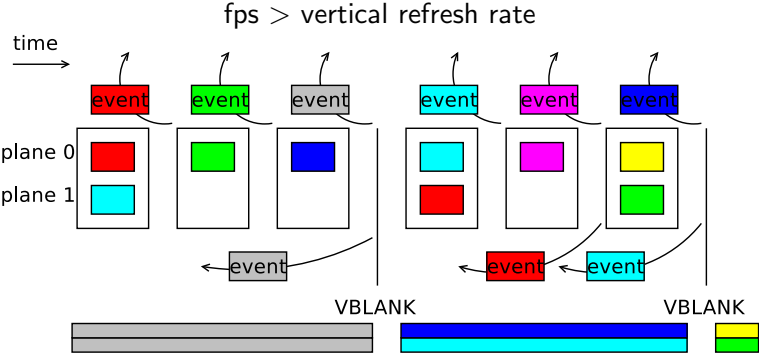 fps > vertical refresh rate
time
event event event event event event
plane 0
plane 1
event event event
VBLANK VBLANK